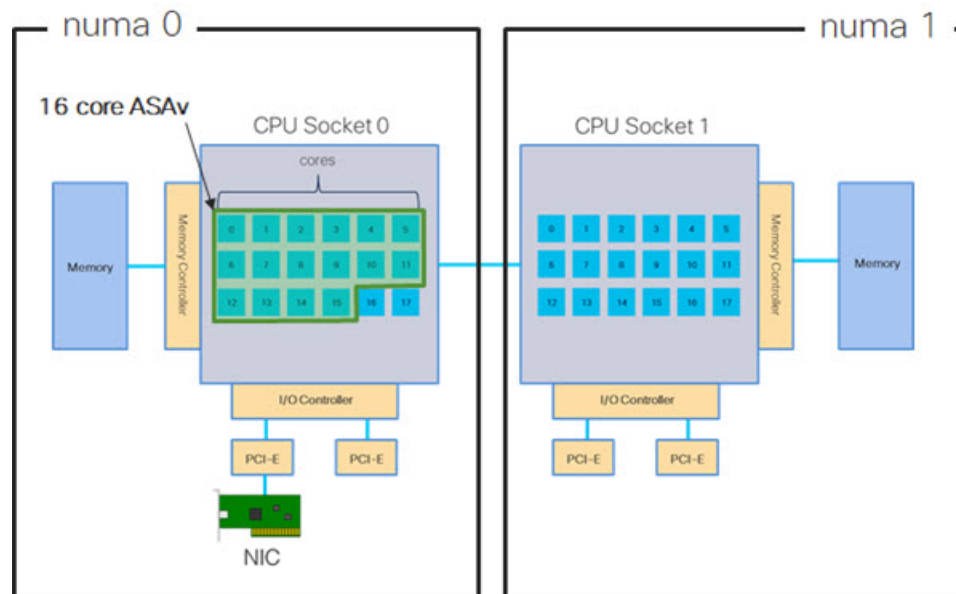 numa 0
numa 1
16 core ASAv
CPU Socket 0
CPU Socket 1
cores
0 1 2 3 4 5
0 1 2 3 4 5
6 7 8 9 10 11
6 7 8 9 10 11
12 13 14 15 16 17
12 13 14 15 16 17
Memory
Memory Controller
Memory Controller
Memory
I/O Controller
I/O Controller
PCI-E
PCI-E
PCI-E
PCI-E
NIC